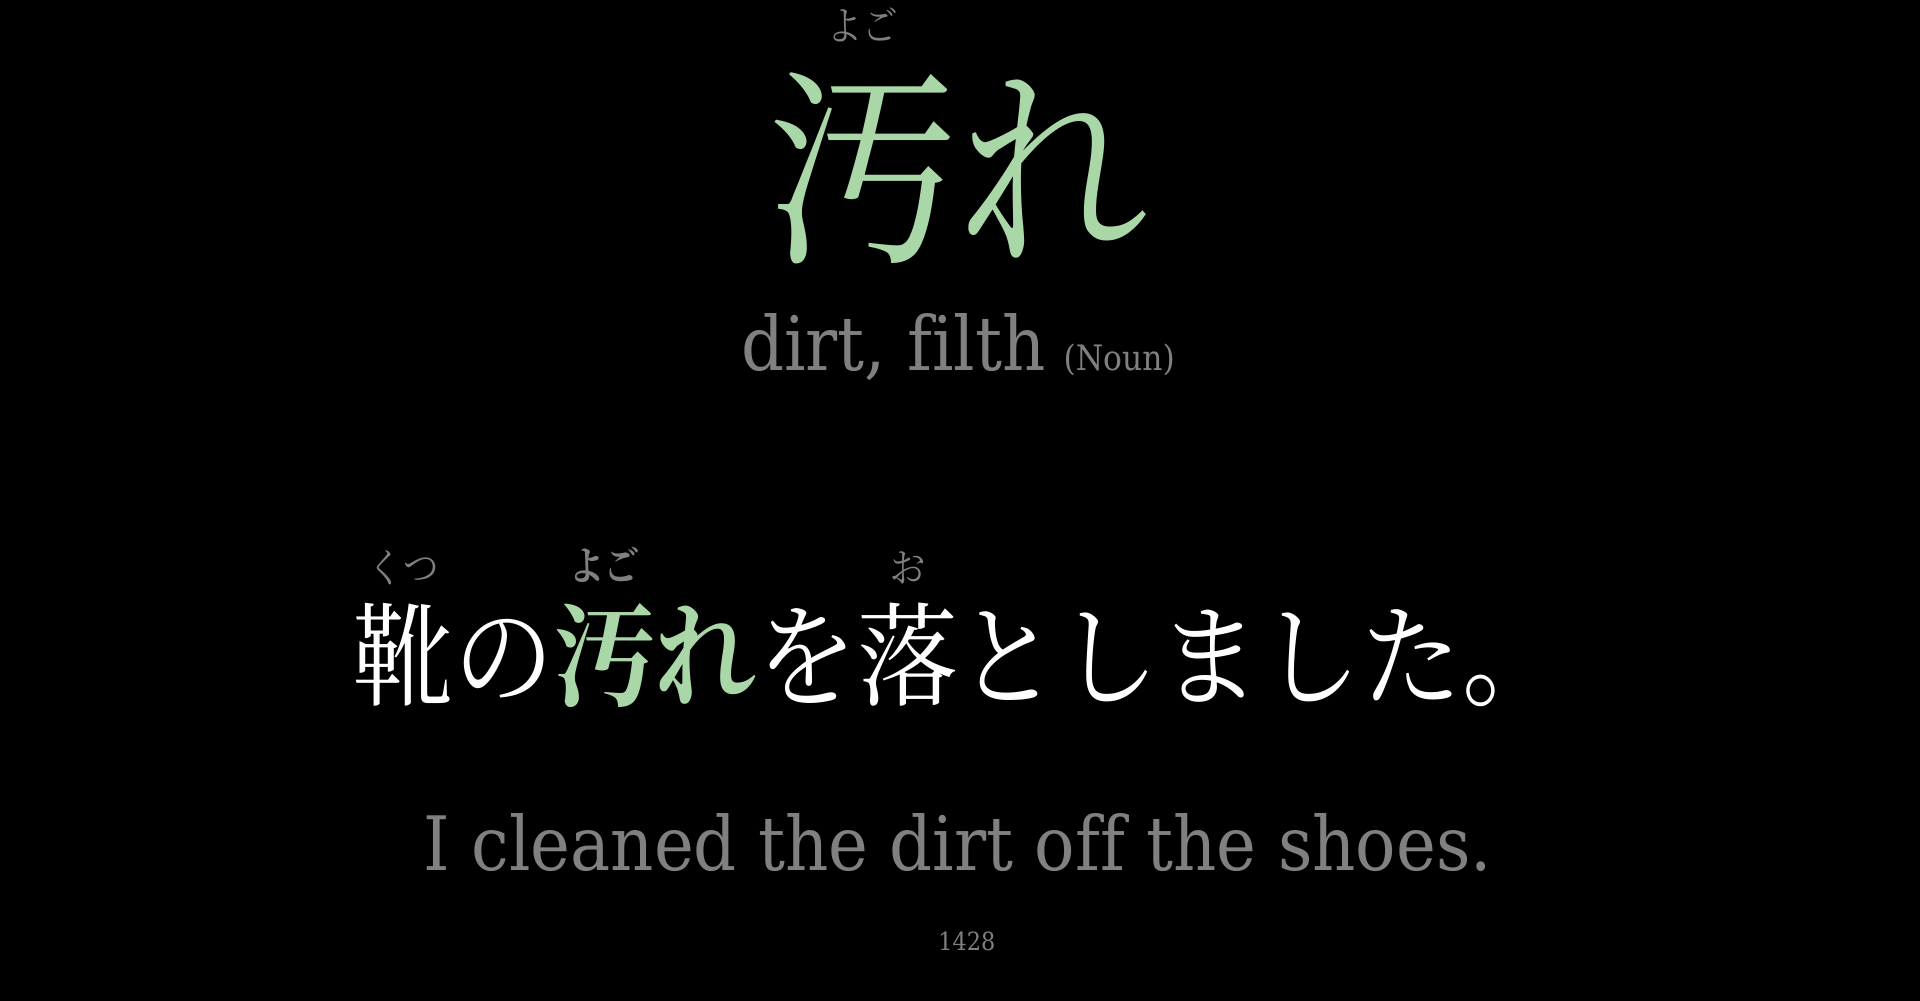 よご
汚れ
dirt, filth (Noun)
くつ よご お
靴の汚れを落としました。
I cleaned the dirt off the shoes.
1428